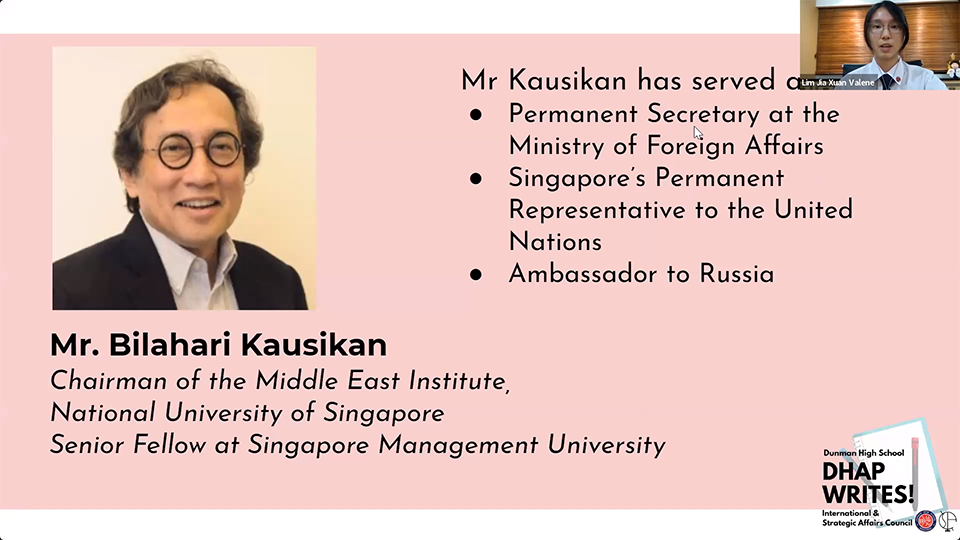 Lim Jia Xuan Valene
Mr Kausikan has served a
● Permanent Secretary at the
Ministry of Foreign Affairs
● Singapore's Permanent
Representative to the United
Nations
● Ambassador to Russia
Mr. Bilahari Kausikan
Chairman of the Middle East Institute,
National University of Singapore
Senior Fellow at Singapore Management University
Dunman High School
DHAP
WRITES!
International &
Strategic Affairs Council